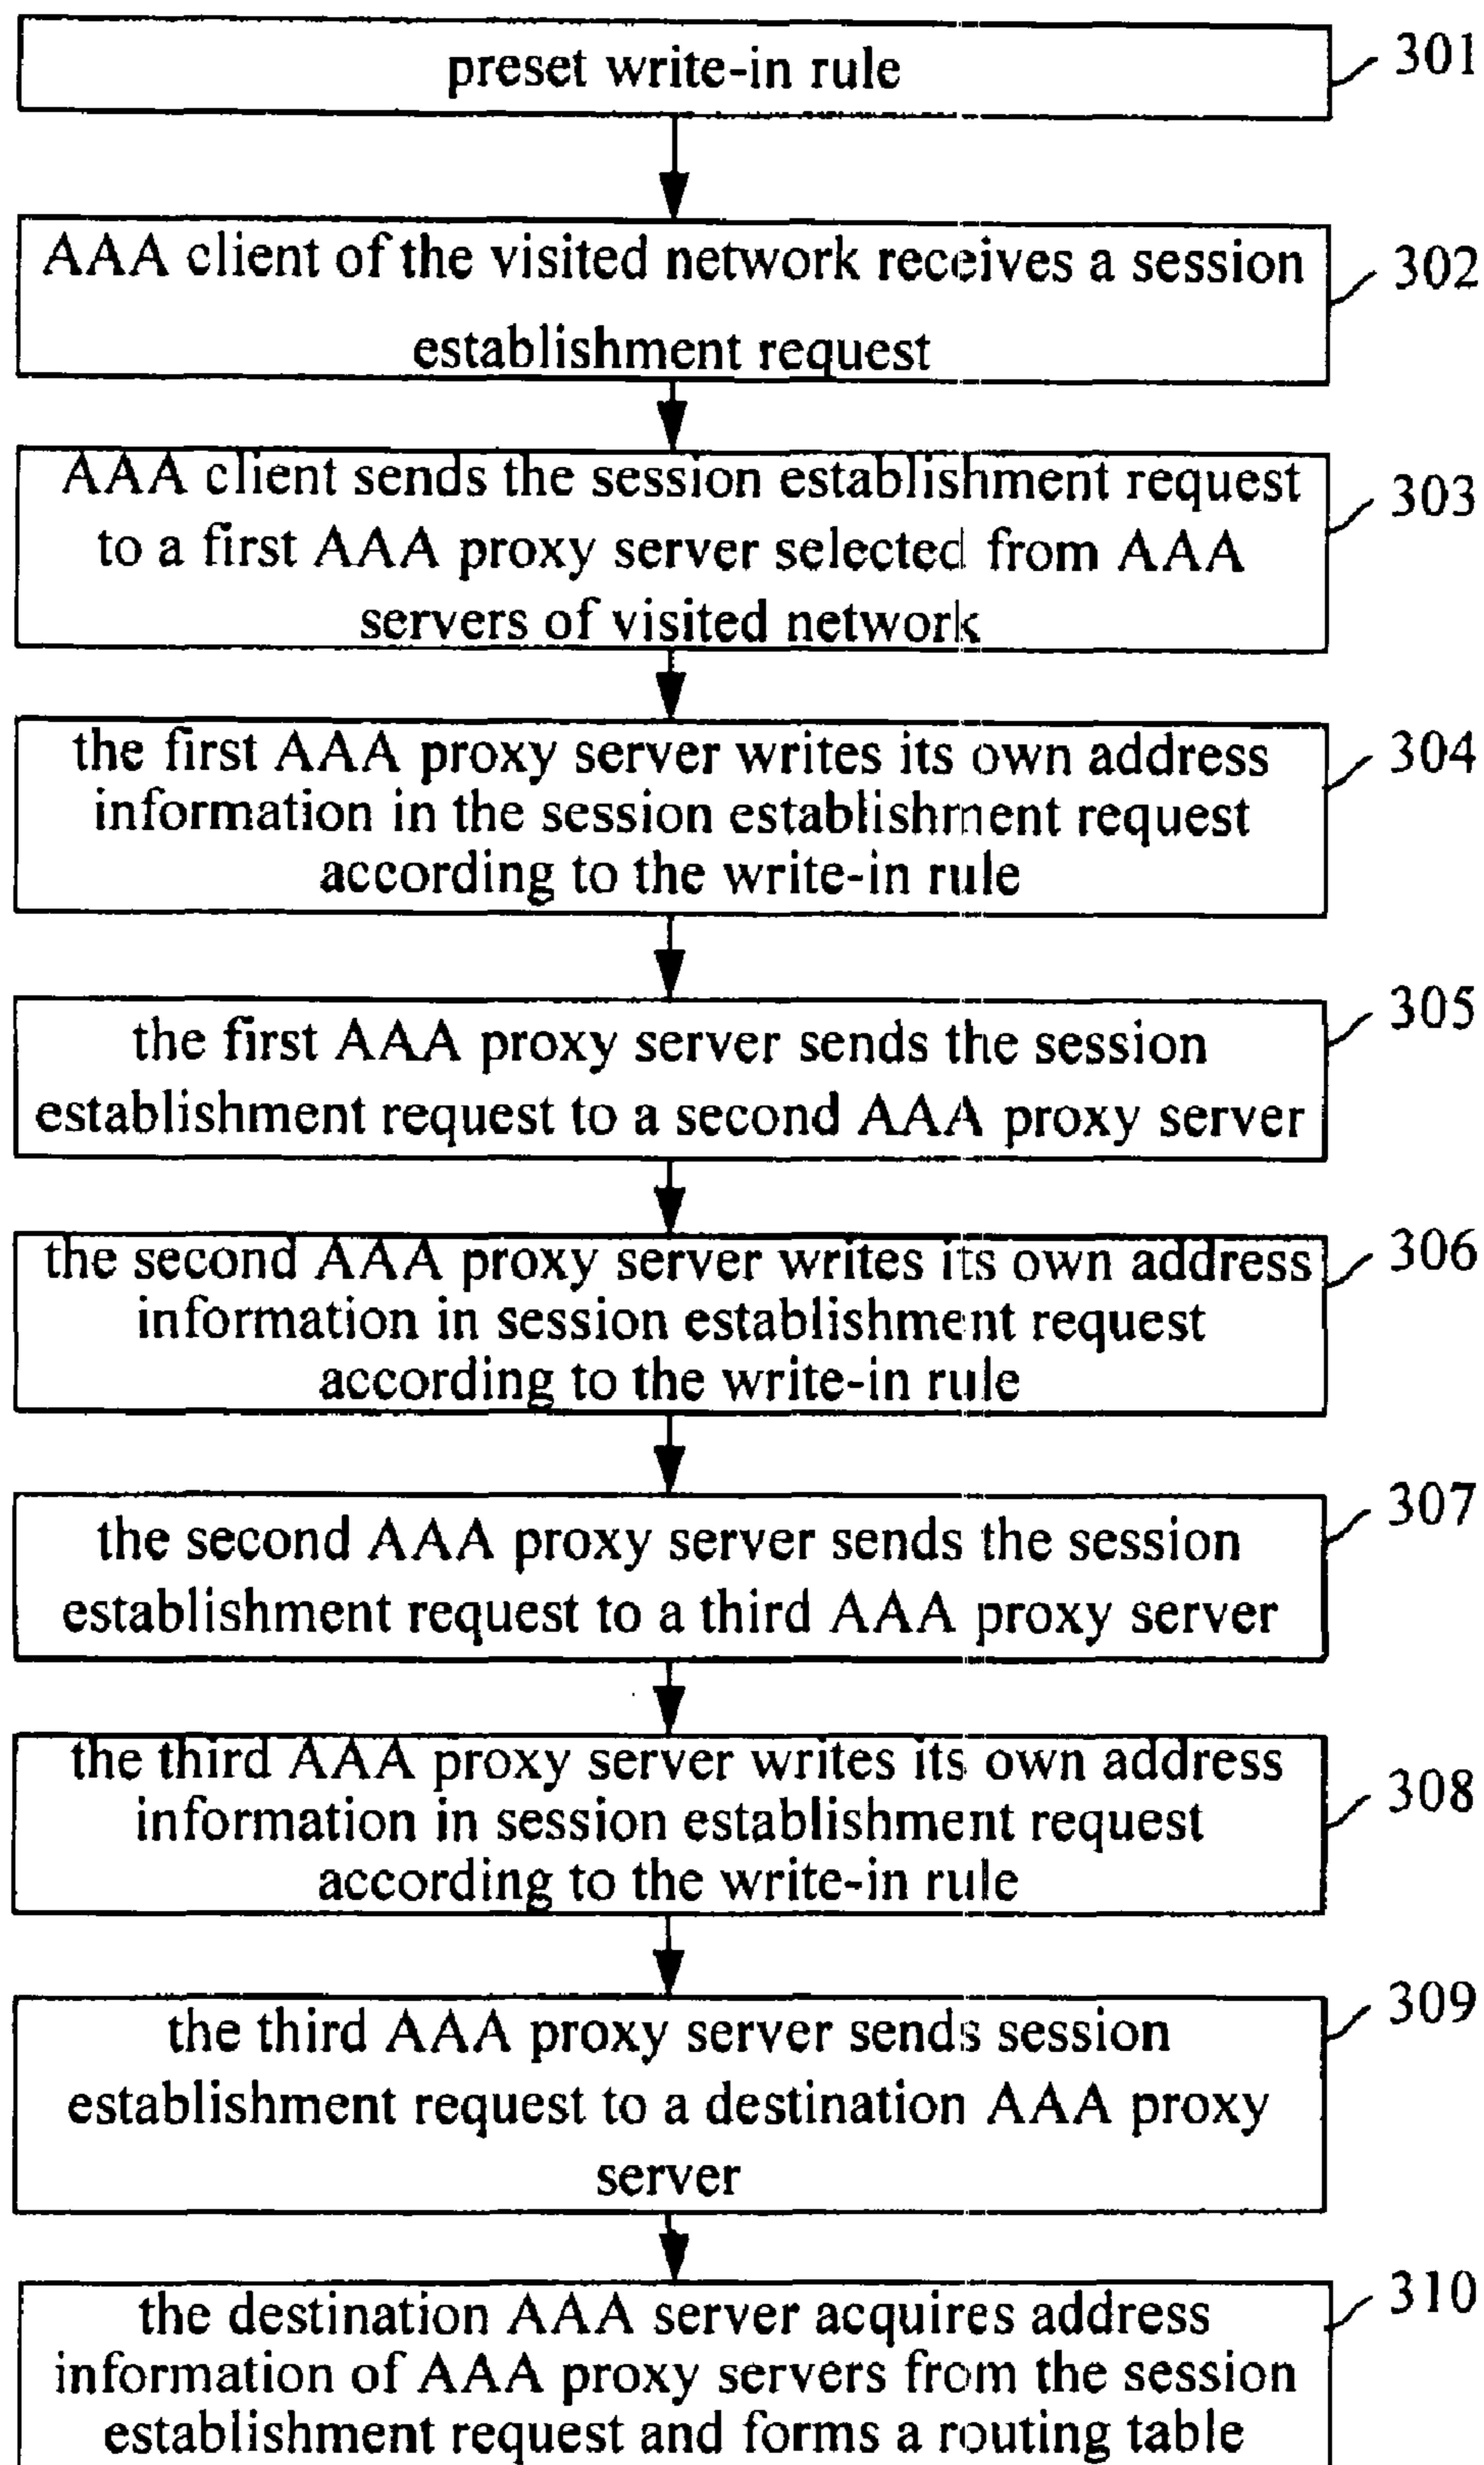 preset write-in rule
301
AAA client of the visited network receives a session
establishment request
302
AAA client sends the session establishment request
to a first AAA proxy server selected from AAA
servers of visited network
303
the first AAA proxy server writes its own address
information in the session establishment request
according to the write-in rule
304
the first AAA proxy server sends the session
establishment request to a second AAA proxy server
305
the second AAA proxy server writes its own address
information in session establishment request
according to the write-in rule
306
the second AAA proxy server sends the session
establishment request to a third AAA proxy server
307
the third AAA proxy server writes its own address
information in session establishment request
according to the write-in rule
308
the third AAA proxy server sends session
establishment request to a destination AAA proxy
server
309
the destination AAA server acquires address
information of AAA proxy servers from the session
establishment request and forms a routing table
310